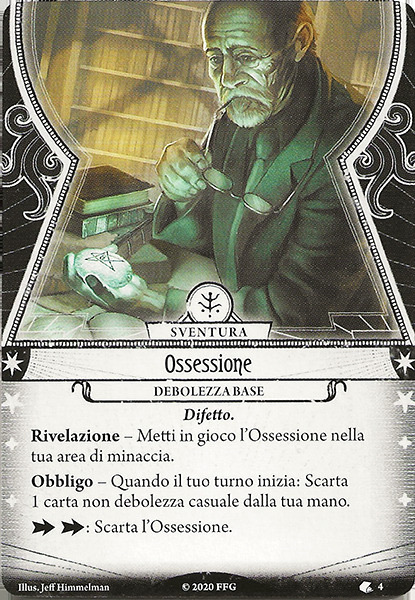 SVENTURA
Ossessione
DEBOLEZZA BASE
Difetto.
Rivelazione – Metti in gioco l'Ossessione nella
tua area di minaccia.
Obbligo – Quando il tuo turno inizia: Scarta
1 carta non debolezza casuale dalla tua mano.
: Scarta l'Ossessione.
Illus. Jeff Himmelman © 2020 FFG 4